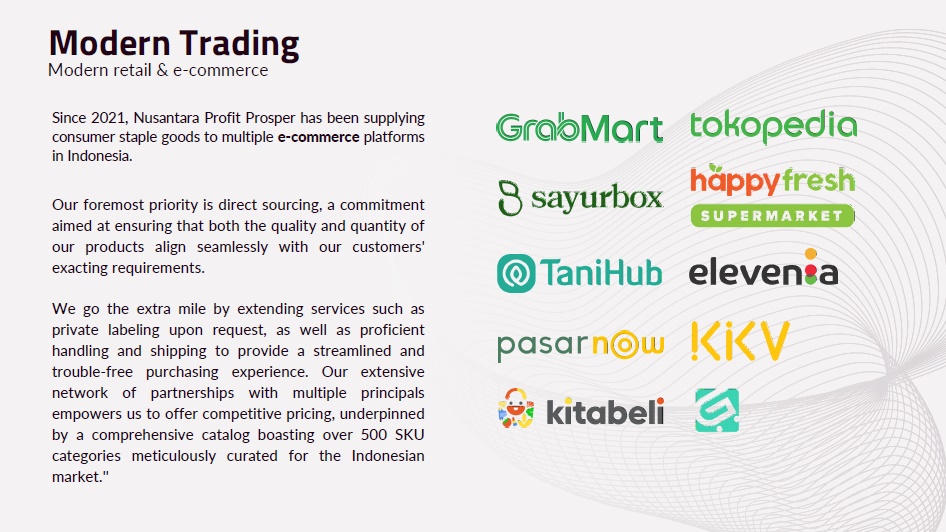 Modern Trading
Modern retail & e-commerce
Since 2021, Nusantara Profit Prosper has been supplying
consumer staple goods to multiple e-commerce platforms
in Indonesia.
Our foremost priority is direct sourcing, a commitment
aimed at ensuring that both the quality and quantity of
our products align seamlessly with our customers'
exacting requirements.
We go the extra mile by extending services such as
private labeling upon request, as well as proficient
handling and shipping to provide a streamlined and
trouble-free purchasing experience. Our extensive
network of partnerships with multiple principals
empowers us to offer competitive pricing, underpinned
by a comprehensive catalog boasting over 500 SKU
categories meticulously curated for the Indonesian
market."
GrabMart
tokopedia
sayurbox
happyfresh
SUPERMARKET
TaniHub
elevenia
pasarnow
KiKV
kitabeli